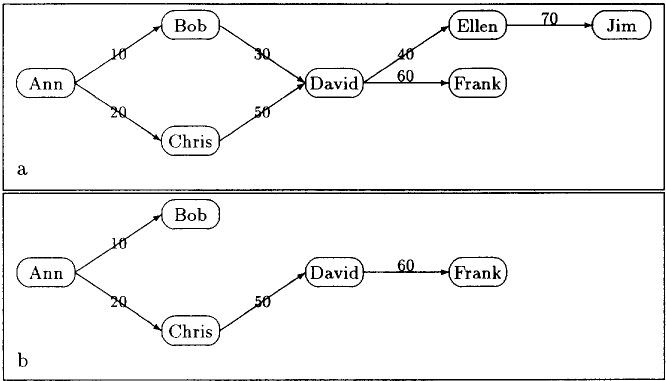 Bob
Ellen
70
Jim
10
30
40
Ann
David
60
Frank
20
50
Chris
a
Bob
10
Ann
David
60
Frank
20
50
Chris
b